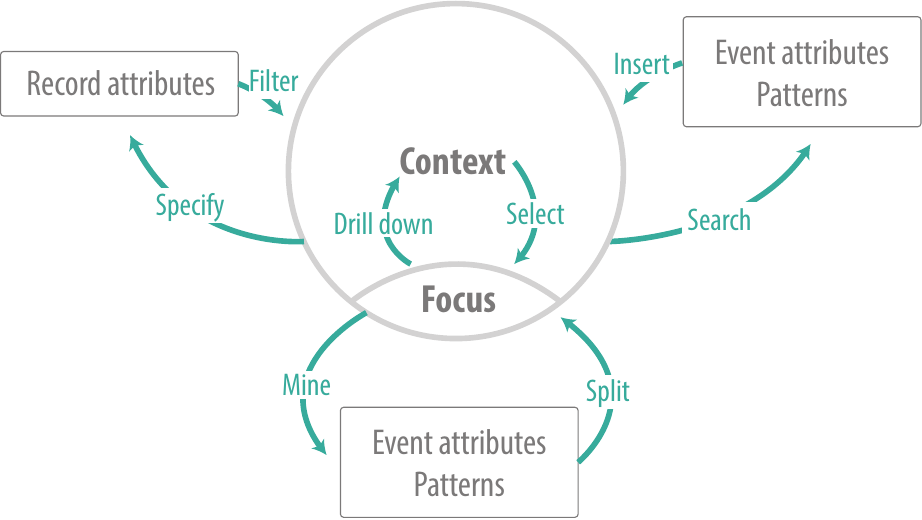 Record attributes
Filter
Insert
Event attributes
Patterns
Context
Specify
Drill down
Select
Search
Focus
Mine
Split
Event attributes
Patterns